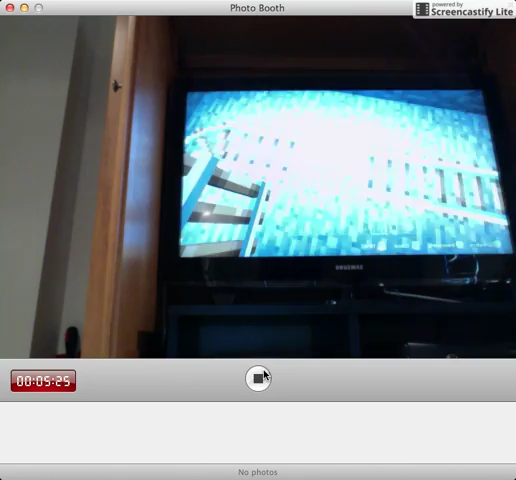 Photo Booth
powered by
Screencastify Lite
SAMSUNG
00:05:25
No photos